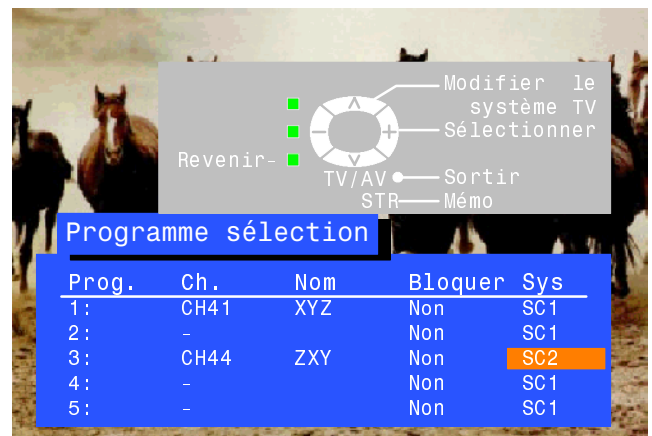 Modifier le
système TV
Sélectionner
Revenir-
TV/AV Sortir
STR Mémo
Programme sélection
Prog. Ch. Nom Bloquer Sys
1: CH41 XYZ Non SC1
2: - Non SC1
3: CH44 ZXY Non SC2
4: - Non SC1
5: - Non SC1